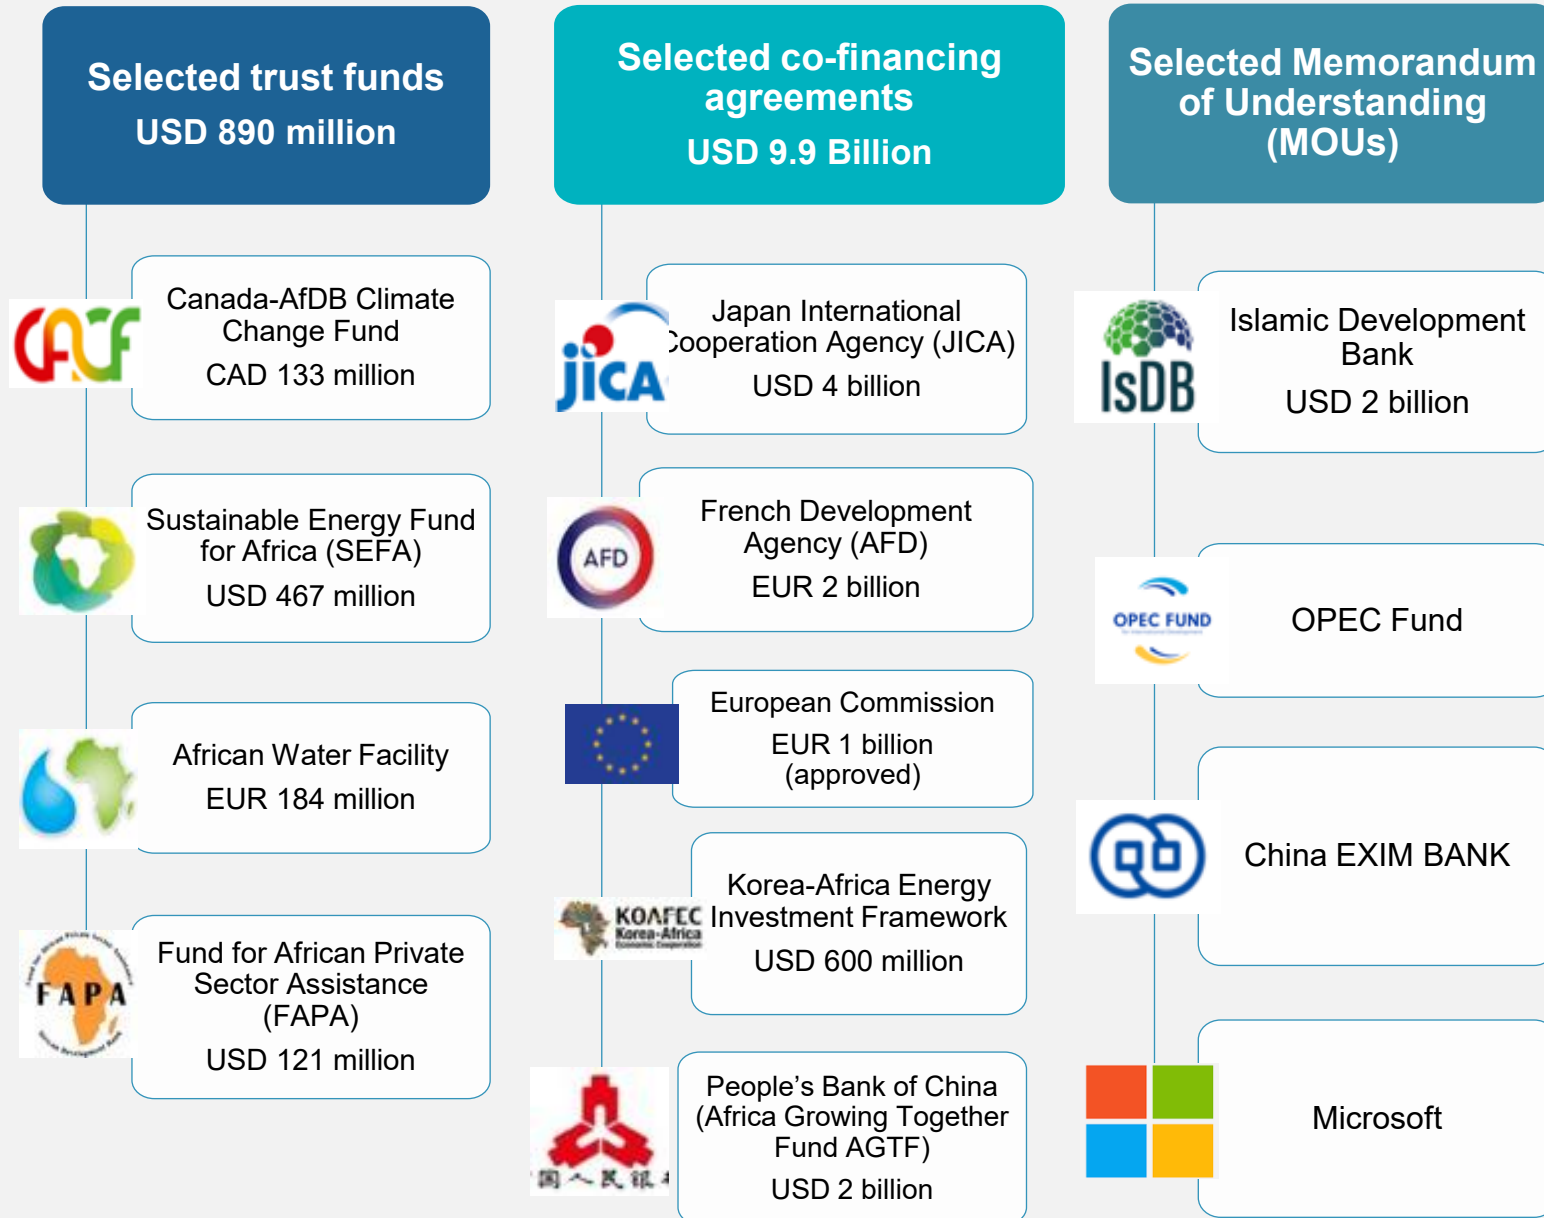 Selected trust funds
USD 890 million
Canada-AfDB Climate
Change Fund
CAD 133 million
Sustainable Energy Fund
for Africa (SEFA)
USD 467 million
African Water Facility
EUR 184 million
FAPA
Fund for African Private
Sector Assistance
(FAPA)
USD 121 million
Selected co-financing
agreements
USD 9.9 Billion
jica
Japan International
Cooperation Agency (JICA)
USD 4 billion
AFD
French Development
Agency (AFD)
EUR 2 billion
European Commission
EUR 1 billion
(approved)
KOAFEC
Korea-Africa
Economic Cooperation
Korea-Africa Energy
Investment Framework
USD 600 million
国人民银
People’s Bank of China
(Africa Growing Together
Fund AGTF)
USD 2 billion
Selected Memorandum
of Understanding
(MOUs)
IsDB
Islamic Development
Bank
USD 2 billion
OPEC FUND
OPEC Fund
China EXIM BANK
Microsoft